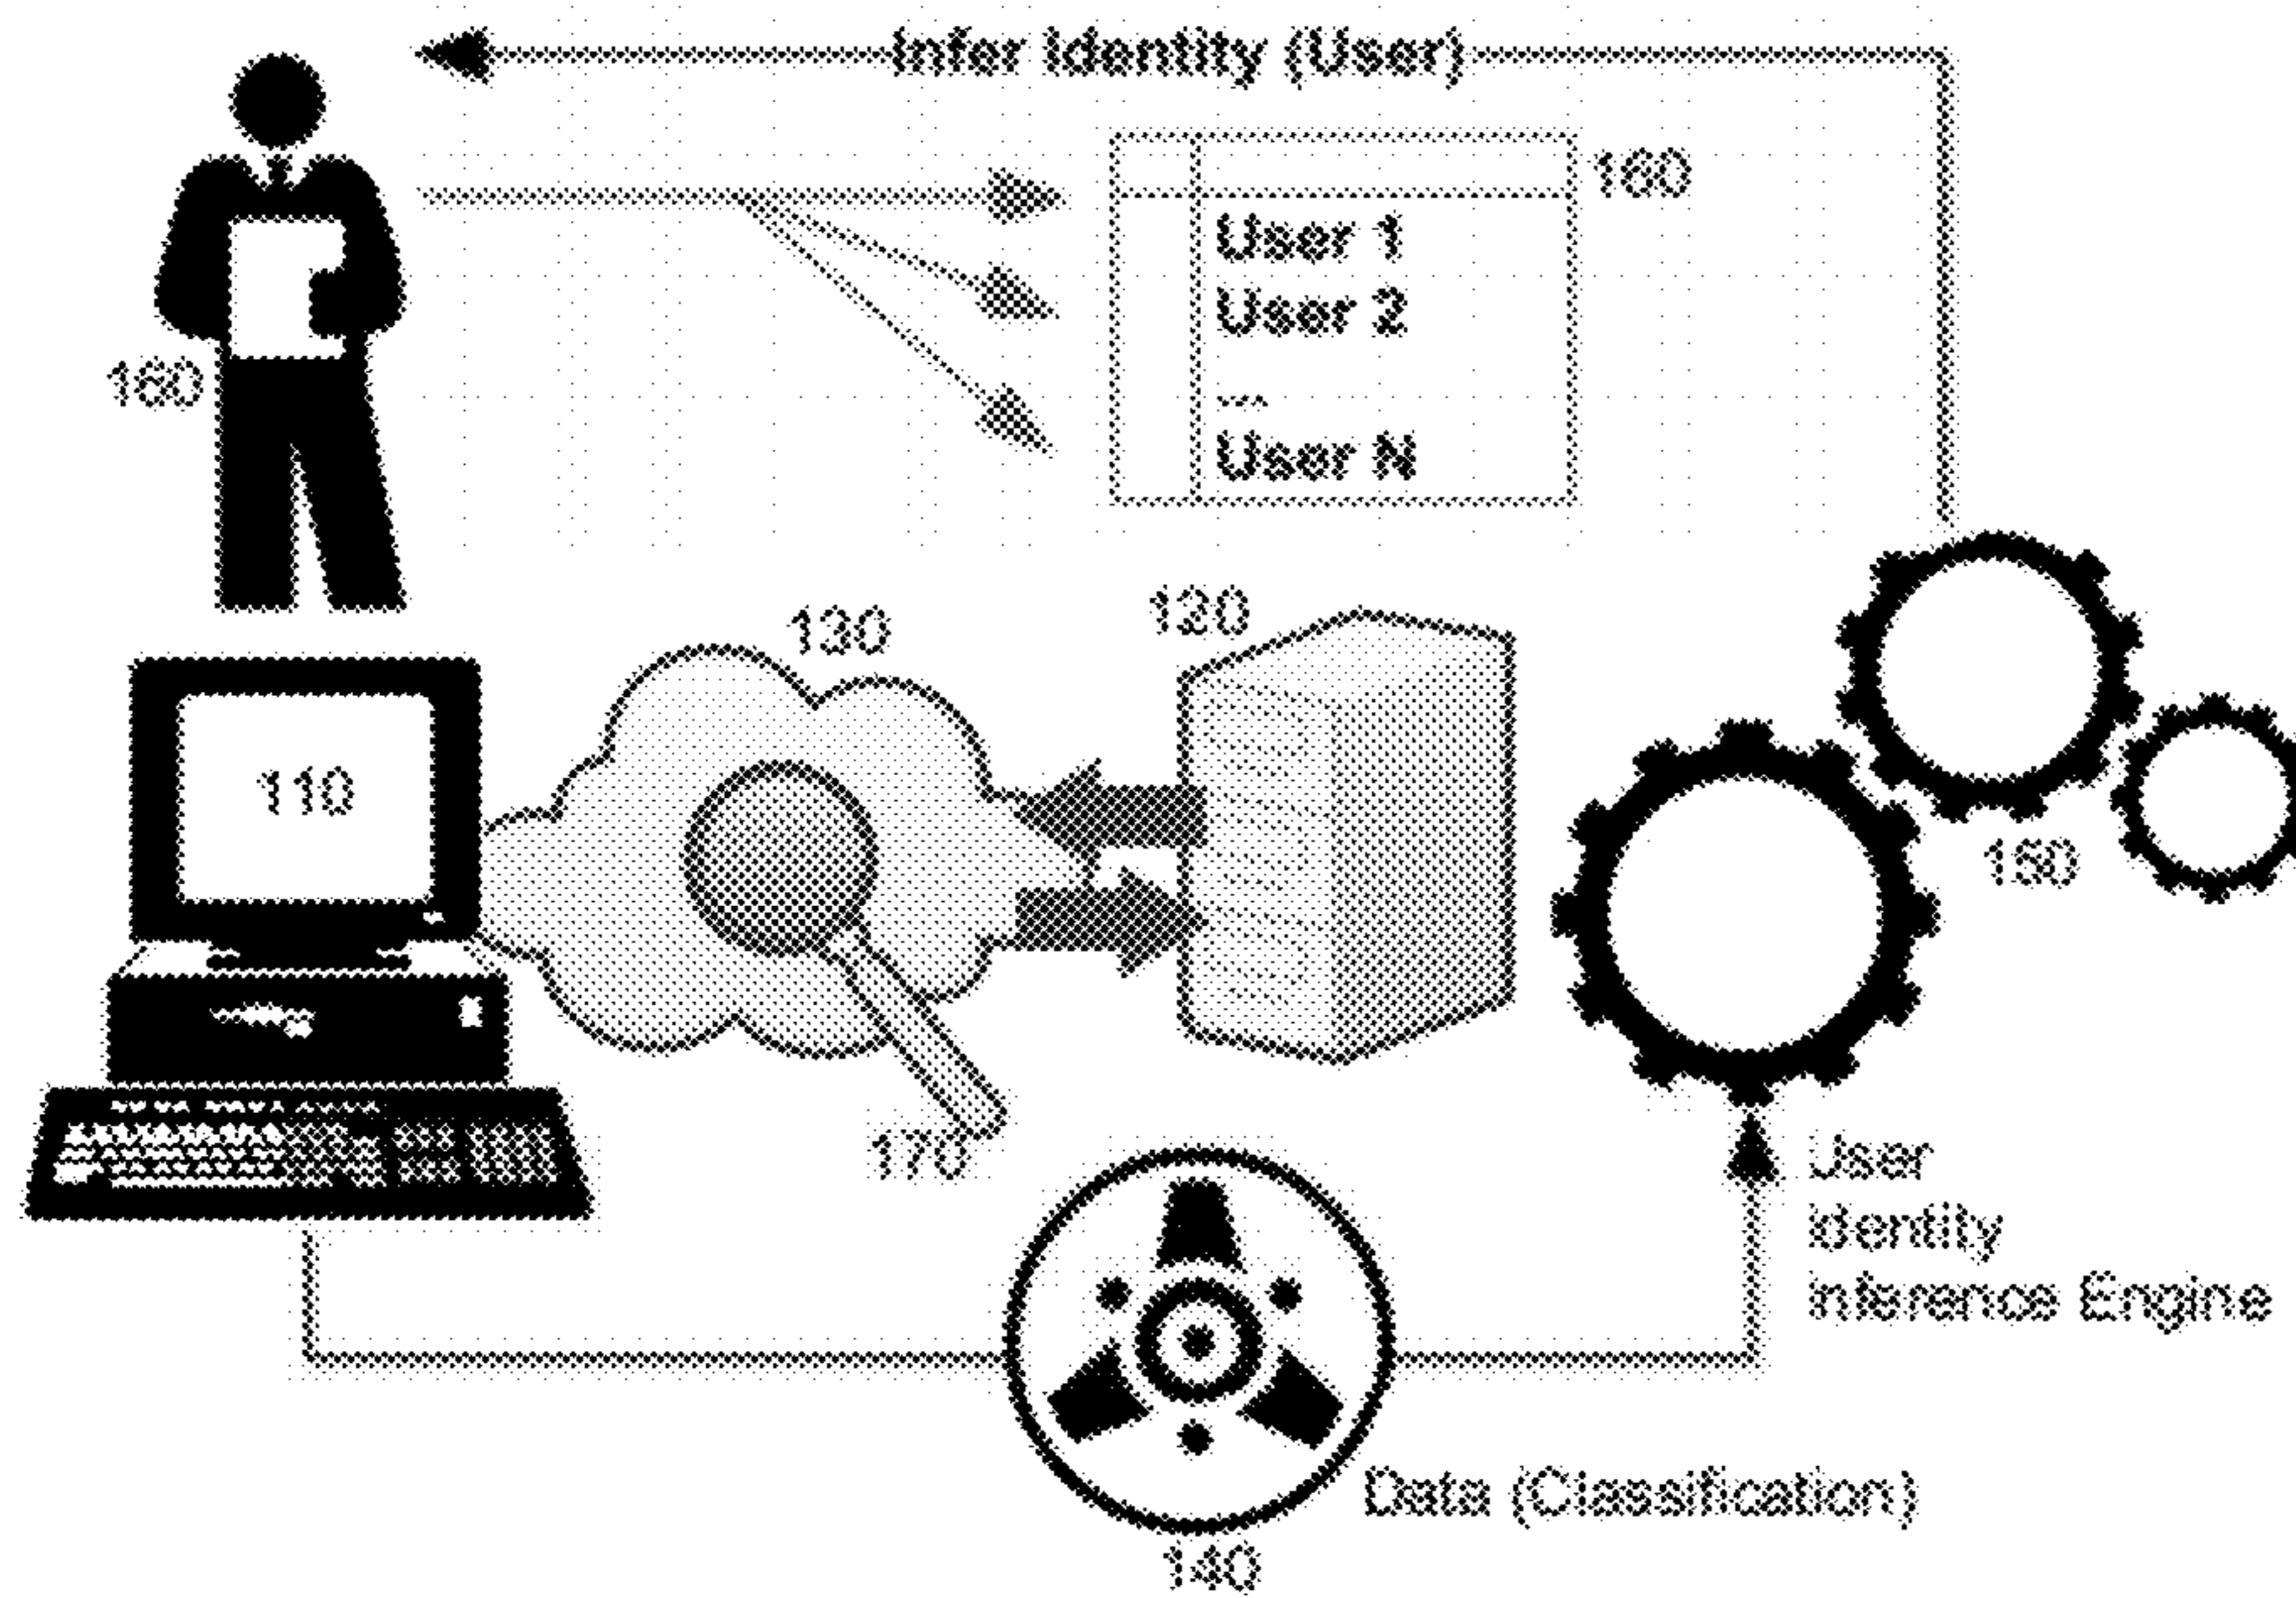 Infer Identity (User)
160
User 1
User 2
...
User N
130
120
110
150
170
User
Identity
Inference Engine
Data (Classification)
140